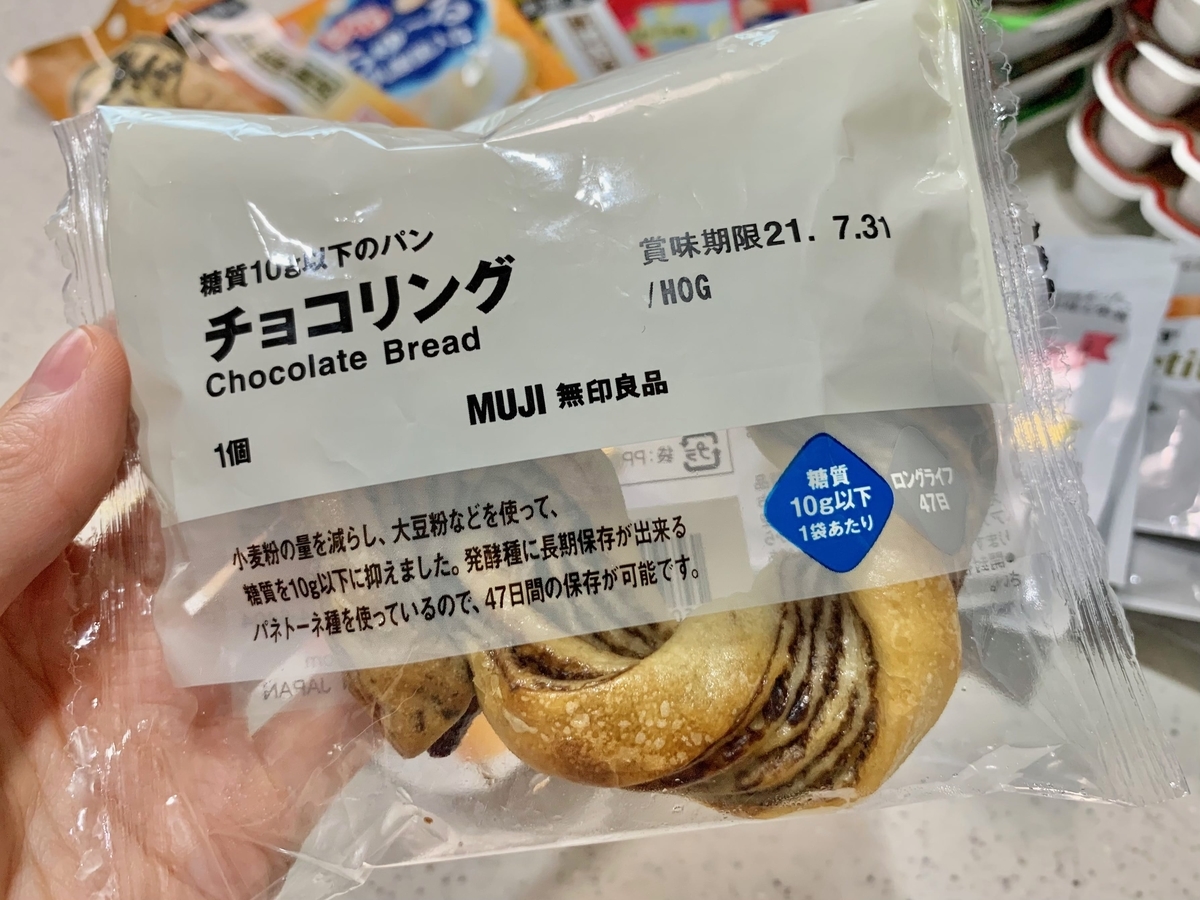 糖質10g以下のパン
チョコリング
Chocolate Bread
賞味期限21. 7.31
/HOG
MUJI 無印良品
1個
小麦粉の量を減らし、大豆粉などを使って、
糖質を10g以下に抑えました。発酵種に長期保存が出来る
パネトーネ種を使っているので、47日間の保存が可能です。
糖質
10g以下
1袋あたり
ロングライフ
47日
袋:PP
プラ
JAPAN